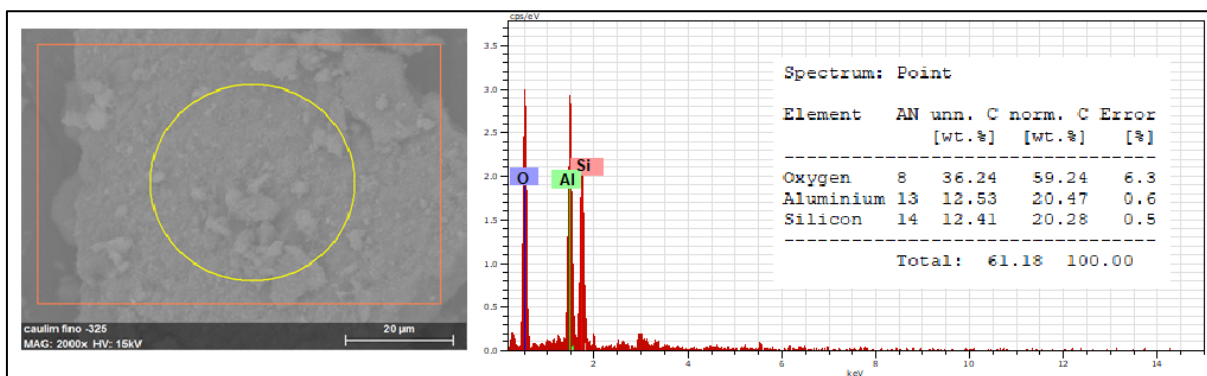 caulim fino -325
MAG: 2000x HV: 15kV
20 µm
cps/eV
3.5
3.0
2.5
2.0
1.5
1.0
0.5
0.0
O
Al
Si
2 4 6 8 10 12 14
keV
Spectrum: Point
Element AN unn. C norm. C Error
[wt.%] [wt.%] [%]
Oxygen 8 36.24 59.24 6.3
Aluminium 13 12.53 20.47 0.6
Silicon 14 12.41 20.28 0.5
Total: 61.18 100.00